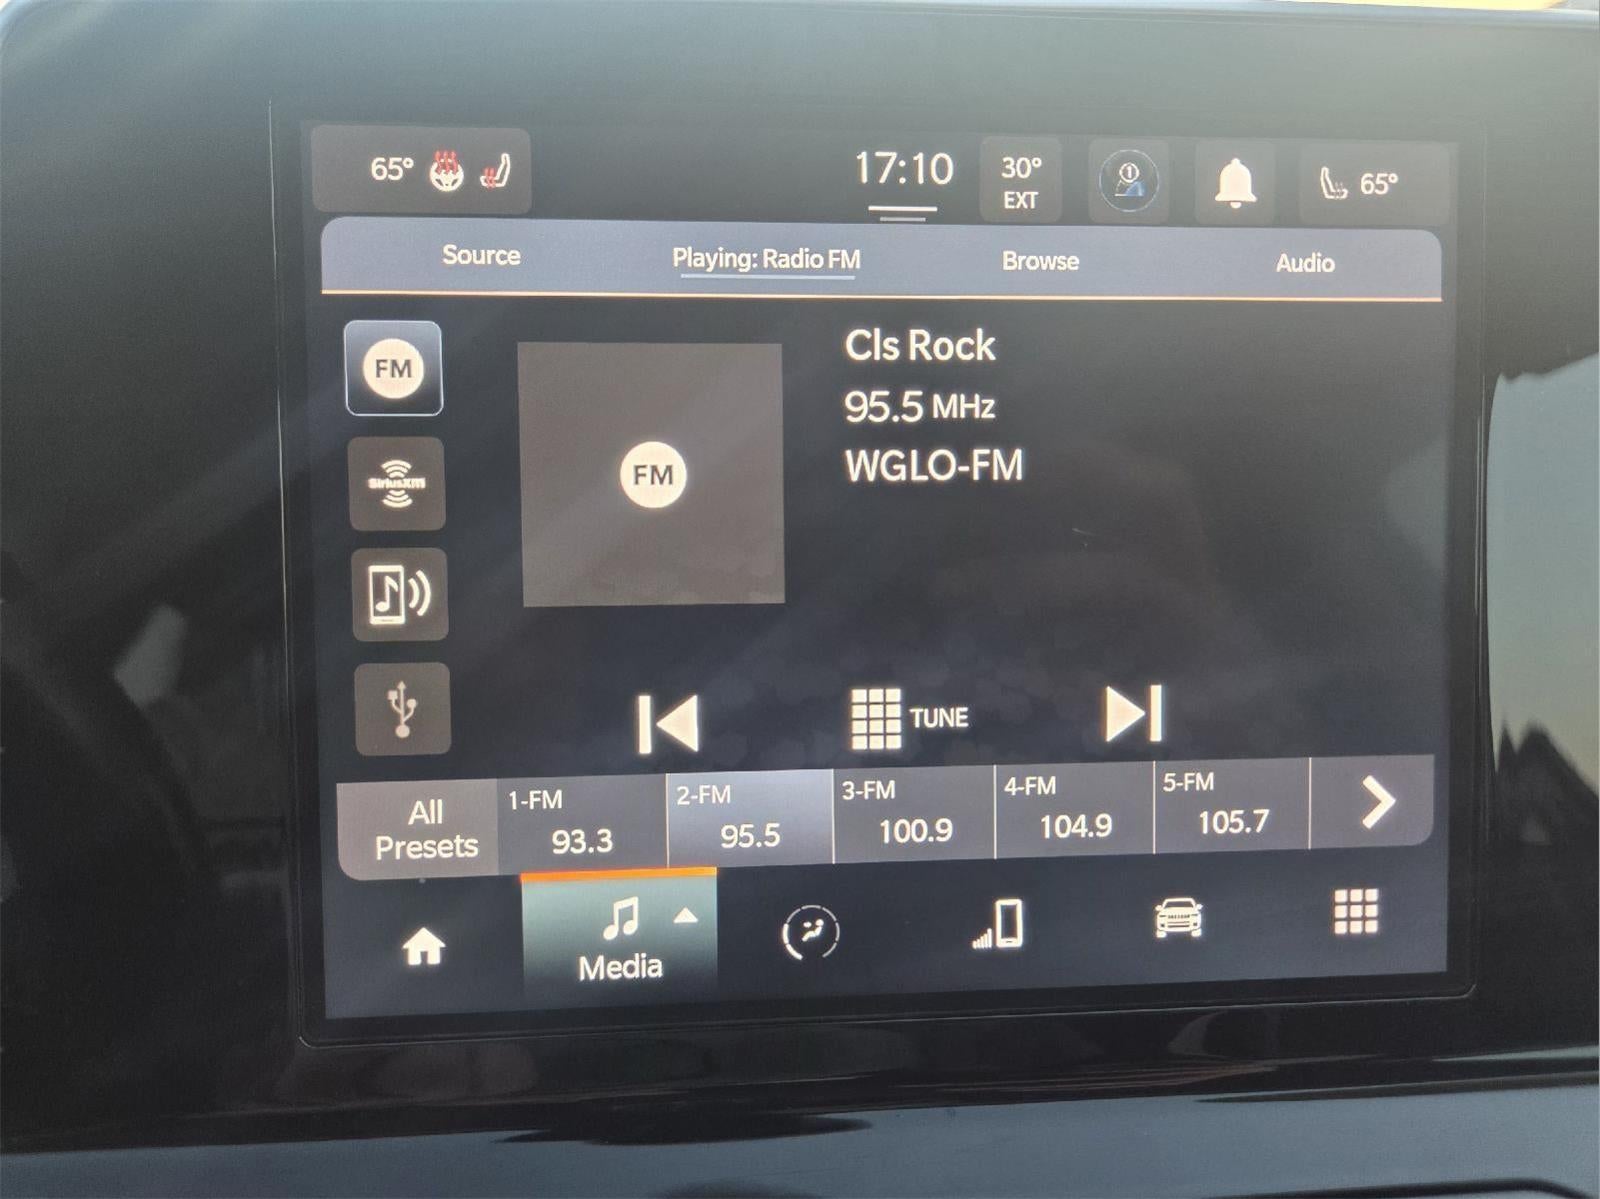 65°
17:10
30°
EXT
1
65°
Source
Playing: Radio FM
Browse
Audio
FM
SiriusXM
FM
Cls Rock
95.5 MHz
WGLO-FM
TUNE
All
Presets
1-FM
93.3
2-FM
95.5
3-FM
100.9
4-FM
104.9
5-FM
105.7
Media